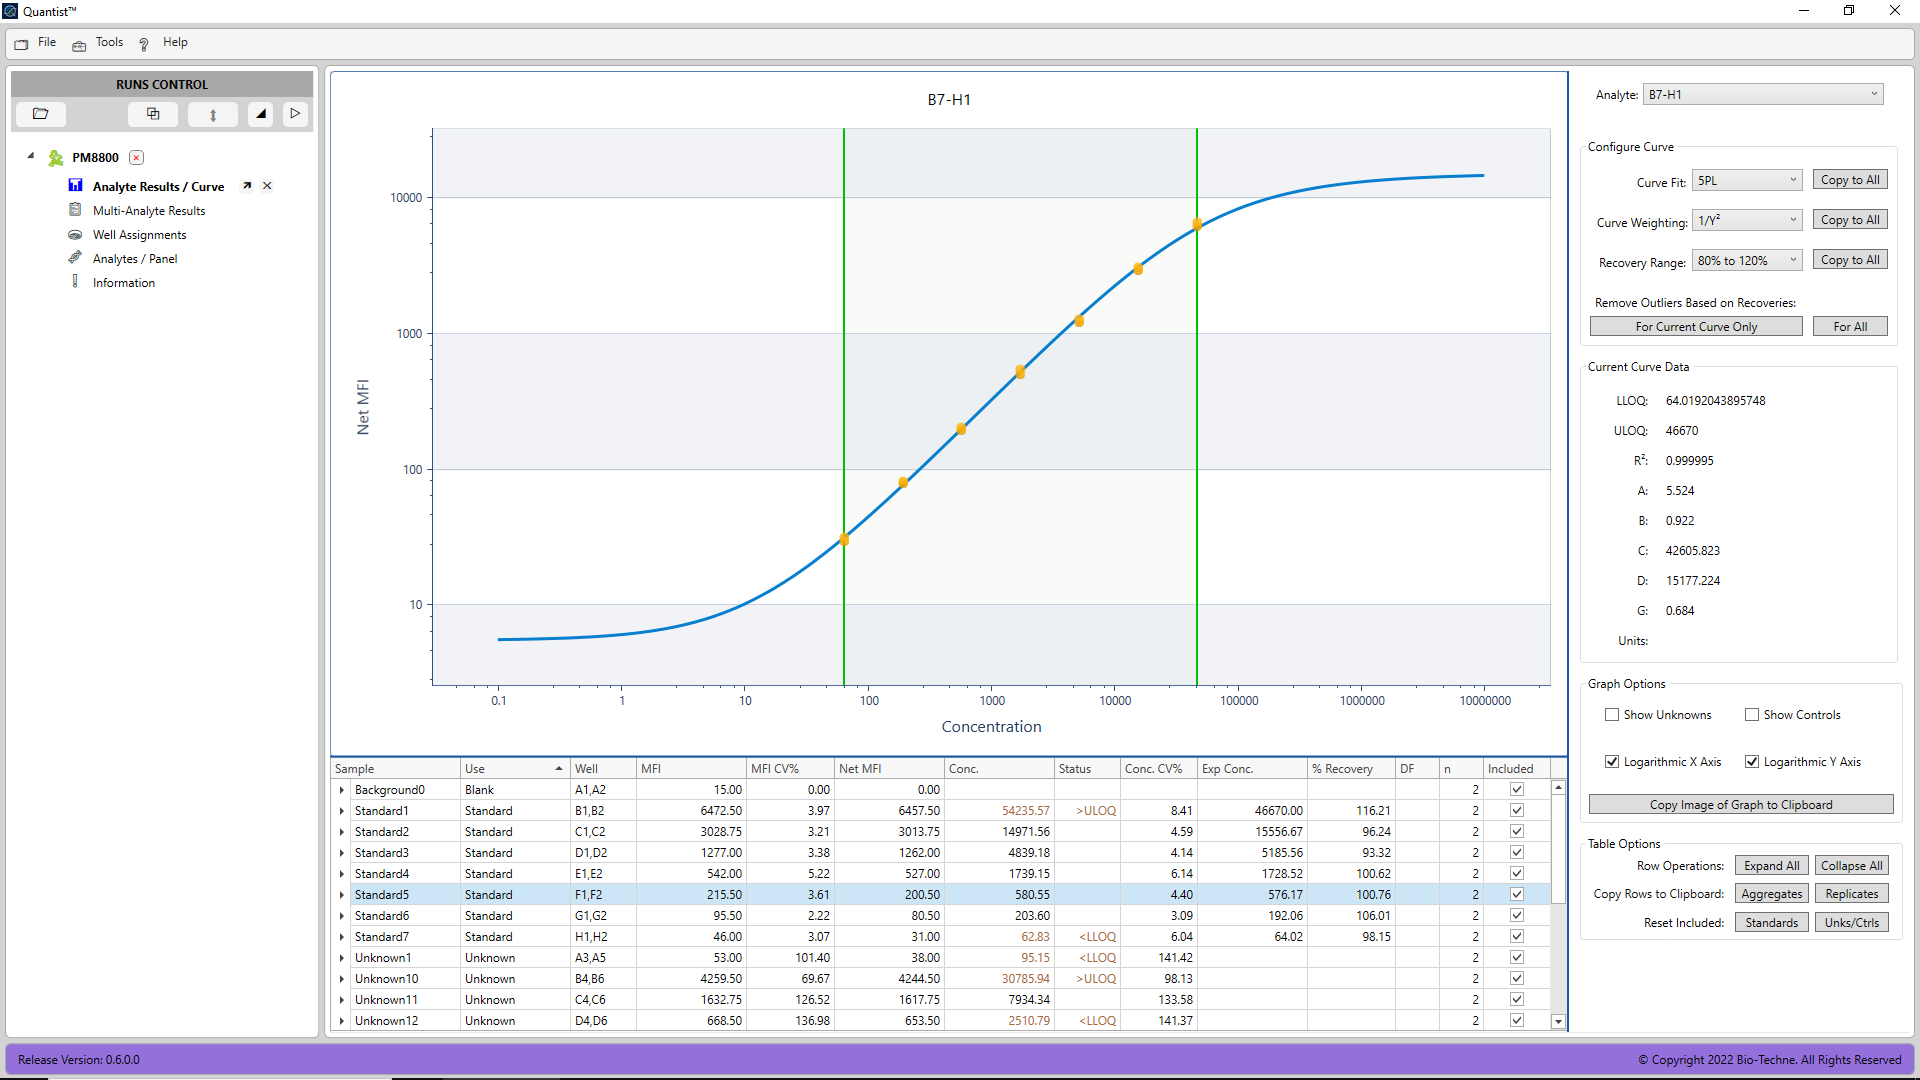 Quantist™
File Tools Help
RUNS CONTROL
PM8800
Analyte Results / Curve
Multi-Analyte Results
Well Assignments
Analytes / Panel
Information
B7-H1
Net MFI
10000
1000
100
10
0.1 1 10 100 1000 10000 100000 1000000 10000000
Concentration
Sample Use Well MFI MFI CV% Net MFI Conc. Status Conc. CV% Exp Conc. % Recovery DF n Included
Background0 Blank A1,A2 15.00 0.00 0.00 2
Standard1 Standard B1,B2 6472.50 3.97 6457.50 54235.57 >ULOQ 8.41 46670.00 116.21 2
Standard2 Standard C1,C2 3028.75 3.21 3013.75 14971.56 4.59 15556.67 96.24 2
Standard3 Standard D1,D2 1277.00 3.38 1262.00 4839.18 4.14 5185.56 93.32 2
Standard4 Standard E1,E2 542.00 5.22 527.00 1739.15 6.14 1728.52 100.62 2
Standard5 Standard F1,F2 215.50 3.61 200.50 580.55 4.40 576.17 100.76 2
Standard6 Standard G1,G2 95.50 2.22 80.50 203.60 3.09 192.06 106.01 2
Standard7 Standard H1,H2 46.00 3.07 31.00 62.83 <LLOQ 6.04 64.02 98.15 2
Unknown1 Unknown A3,A5 53.00 101.40 38.00 95.15 <LLOQ 141.42 2
Unknown10 Unknown B4,B6 4259.50 69.67 4244.50 30785.94 >ULOQ 98.13 2
Unknown11 Unknown C4,C6 1632.75 126.52 1617.75 7934.34 133.58 2
Unknown12 Unknown D4,D6 668.50 136.98 653.50 2510.79 <LLOQ 141.37 2
Analyte: B7-H1
Configure Curve
Curve Fit: 5PL Copy to All
Curve Weighting: 1/Y² Copy to All
Recovery Range: 80% to 120% Copy to All
Remove Outliers Based on Recoveries:
For Current Curve Only For All
Current Curve Data
LLOQ: 64.0192043895748
ULOQ: 46670
R²: 0.999995
A: 5.524
B: 0.922
C: 42605.823
D: 15177.224
G: 0.684
Units:
Graph Options
Show Unknowns Show Controls
Logarithmic X Axis Logarithmic Y Axis
Copy Image of Graph to Clipboard
Table Options
Row Operations: Expand All Collapse All
Copy Rows to Clipboard: Aggregates Replicates
Reset Included: Standards Unks/Ctrls
Release Version: 0.6.0.0
© Copyright 2022 Bio-Techne. All Rights Reserved